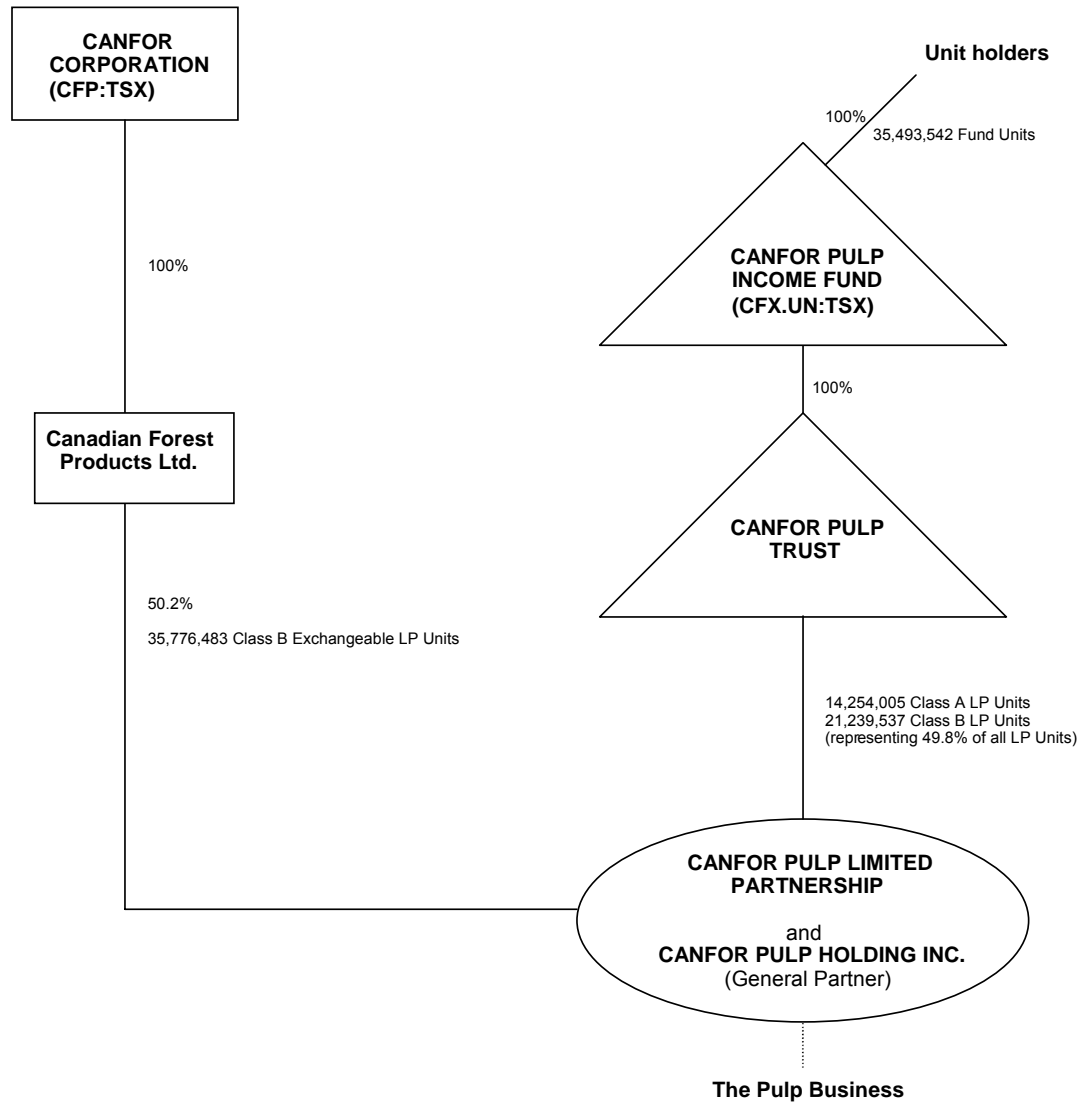 CANFOR
CORPORATION
(CFP:TSX)
Unit holders
100%
35,493,542 Fund Units
CANFOR PULP
INCOME FUND
(CFX.UN:TSX)
100%
100%
Canadian Forest
Products Ltd.
CANFOR PULP
TRUST
50.2%
35,776,483 Class B Exchangeable LP Units
14,254,005 Class A LP Units
21,239,537 Class B LP Units
(representing 49.8% of all LP Units)
CANFOR PULP LIMITED
PARTNERSHIP
and
CANFOR PULP HOLDING INC.
(General Partner)
The Pulp Business